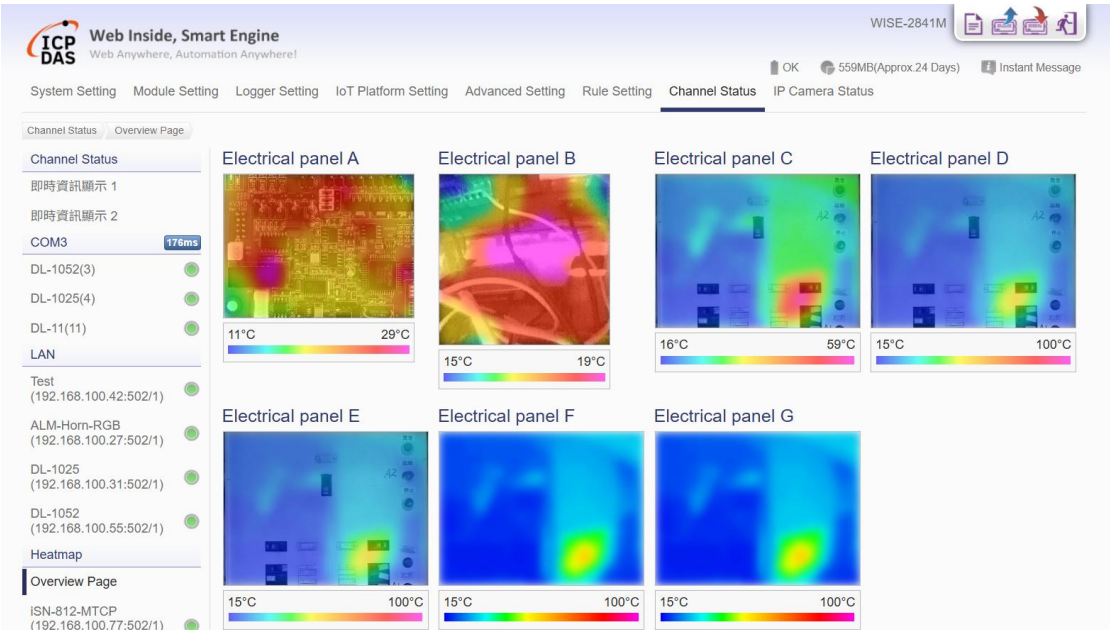 WISE-2841M
ICP DAS
Web Inside, Smart Engine
Web Anywhere, Automation Anywhere!
OK 559MB(Approx.24 Days) Instant Message
System Setting Module Setting Logger Setting IoT Platform Setting Advanced Setting Rule Setting Channel Status IP Camera Status
Channel Status Overview Page
Channel Status
即時資訊顯示 1
即時資訊顯示 2
COM3 176ms
DL-1052(3)
DL-1025(4)
DL-11(11)
LAN
Test
(192.168.100.42:502/1)
ALM-Horn-RGB
(192.168.100.27:502/1)
DL-1025
(192.168.100.31:502/1)
DL-1052
(192.168.100.55:502/1)
Heatmap
Overview Page
iSN-812-MTCP
(192.168.100.77:502/1)
Electrical panel A
11°C 29°C
Electrical panel B
15°C 19°C
Electrical panel C
A2
16°C 59°C
Electrical panel D
A2
15°C 100°C
Electrical panel E
A2
15°C 100°C
Electrical panel F
15°C 100°C
Electrical panel G
15°C 100°C